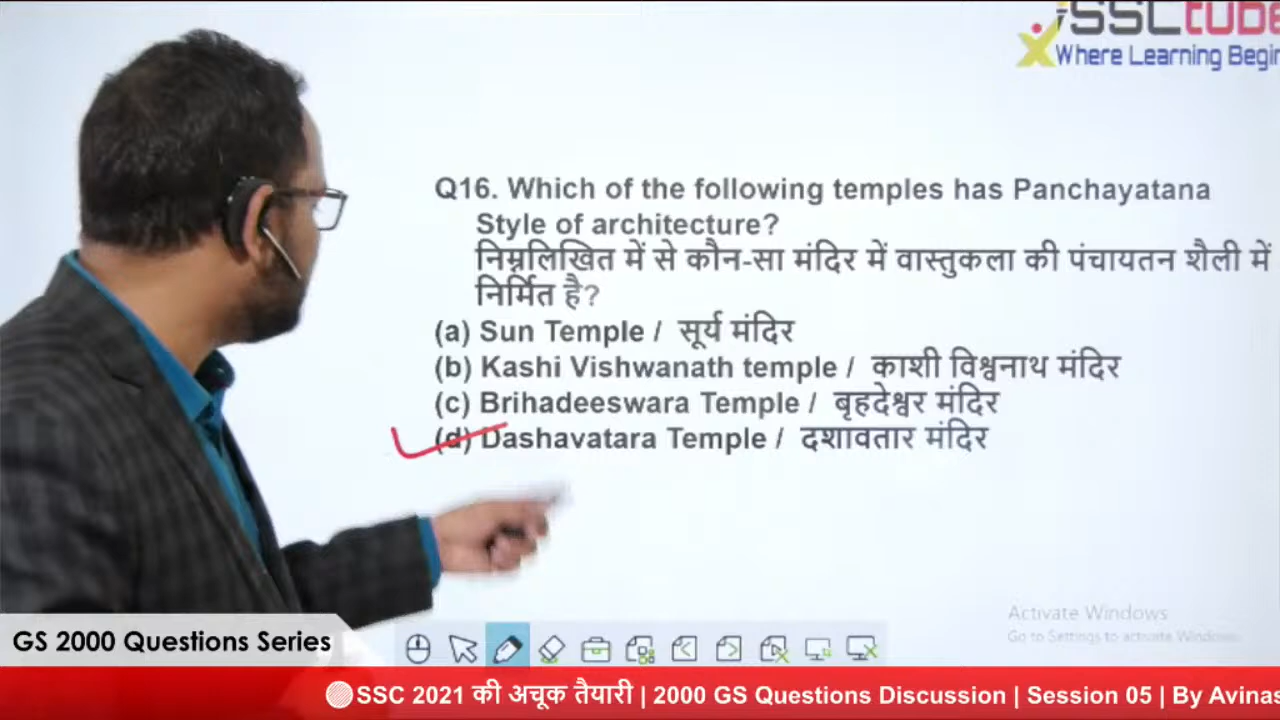 SSCtube
Where Learning Begin
Q16. Which of the following temples has Panchayatana
Style of architecture?
निम्नलिखित में से कौन-सा मंदिर में वास्तुकला की पंचायतन शैली में
निर्मित है?
(a) Sun Temple / सूर्य मंदिर
(b) Kashi Vishwanath temple / काशी विश्वनाथ मंदिर
(c) Brihadeeswara Temple / बृहदेश्वर मंदिर
(d) Dashavatara Temple / दशावतार मंदिर
Activate Windows
Go to Settings to activate Windows.
GS 2000 Questions Series
SSC 2021 की अचूक तैयारी | 2000 GS Questions Discussion | Session 05 | By Avinas